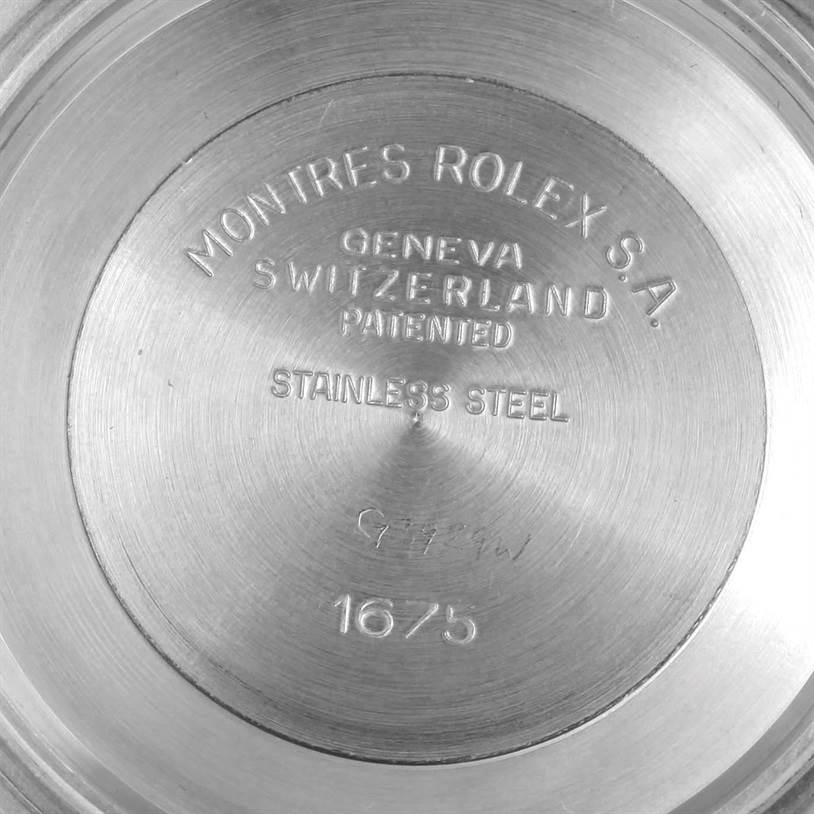 MONTRES ROLEX S.A.
GENEVA
SWITZERLAND
PATENTED
STAINLESS STEEL
1675